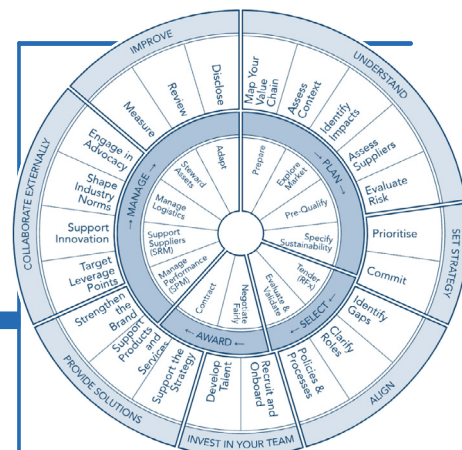 UNDERSTAND
Map Your
Value
Chain
Assess
Context
Identify
Impacts
Assess
Suppliers
Evaluate
Risk
SET STRATEGY
Prioritise
Commit
ALIGN
Identify
Gaps
Clarify
Roles
Policies &
Processes
INVEST IN YOUR TEAM
Recruit and
Onboard
Develop
Talent
PROVIDE SOLUTIONS
Support the
Strategy
Support
Products
and
Services
Strengthen
the
Brand
COLLABORATE EXTERNALLY
Target
Leverage
Points
Support
Innovation
Shape
Industry
Norms
Engage in
Advocacy
IMPROVE
Measure
Review
Disclose
→ PLAN →
Prepare
Explore
Market
Pre-Qualify
Specify
Sustainability
← SELECT ←
Tender
(RFx)
Evaluate &
Validate
← AWARD ←
Negotiate
Fairly
Contract
→ MANAGE →
Manage
Performance
(SPM)
Support
Suppliers
(SRM)
Manage
Logistics
Steward
Assets
Adapt